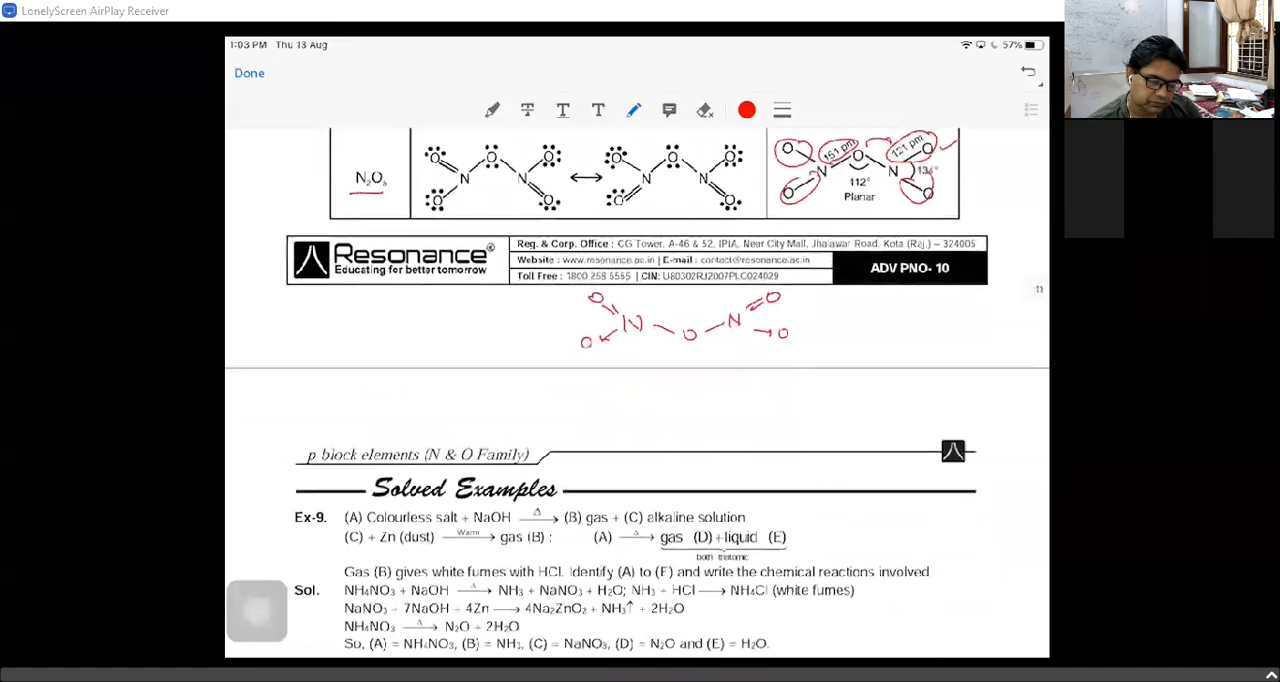 LonelyScreen AirPlay Receiver
1:03 PM Thu 13 Aug
57%
Done
N₂O₅
O O O N N O O
O O O N N O O
O 151 pm O 121 pm O
N N 134°
O 112° O
Planar
Resonance®
Educating for better tomorrow
Reg. & Corp. Office : CG Tower, A-46 & 52, IPIA, Near City Mall, Jhalawar Road, Kota (Raj.) – 324005
Website : www.resonance.ac.in | E-mail : contact@resonance.ac.in
Toll Free : 1800 258 5555 | CIN: U80302RJ2007PLC024029
ADV PNO- 10
O O
N N
O O O
p block elements (N & O Family)
Solved Examples
Ex-9. (A) Colourless salt + NaOH Δ→ (B) gas + (C) alkaline solution
(C) + Zn (dust) Warm→ gas (B) ; (A) Δ→ gas (D)+liquid (E)
both triatomic
Gas (B) gives white fumes with HCl. Identify (A) to (F) and write the chemical reactions involved
Sol. NH₄NO₃ + NaOH Δ→ NH₃ + NaNO₃ + H₂O; NH₃ + HCl → NH₄Cl (white fumes)
NaNO₃ + 7NaOH + 4Zn → 4Na₂ZnO₂ + NH₃↑ + 2H₂O
NH₄NO₃ Δ→ N₂O + 2H₂O
So, (A) = NH₄NO₃, (B) = NH₃, (C) = NaNO₃, (D) = N₂O and (E) = H₂O.